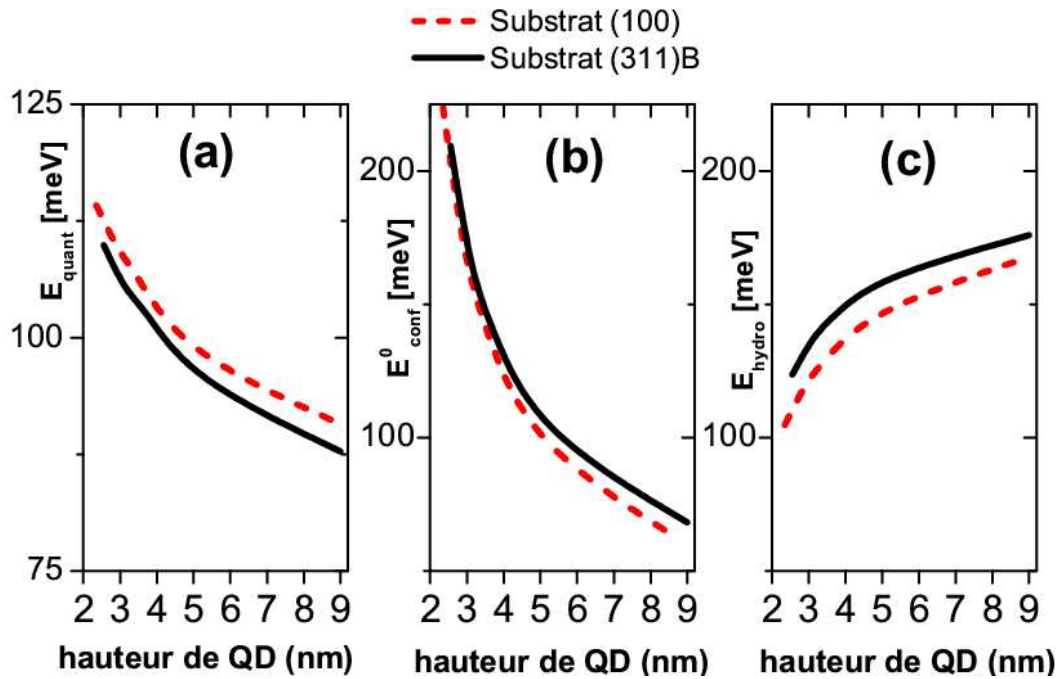 Substrat (100)
Substrat (311)B
125
100
75
E_quant [meV]
(a)
2 3 4 5 6 7 8 9
hauteur de QD (nm)
200
100
E^0_conf [meV]
(b)
2 3 4 5 6 7 8 9
hauteur de QD (nm)
200
100
E_hydro [meV]
(c)
2 3 4 5 6 7 8 9
hauteur de QD (nm)